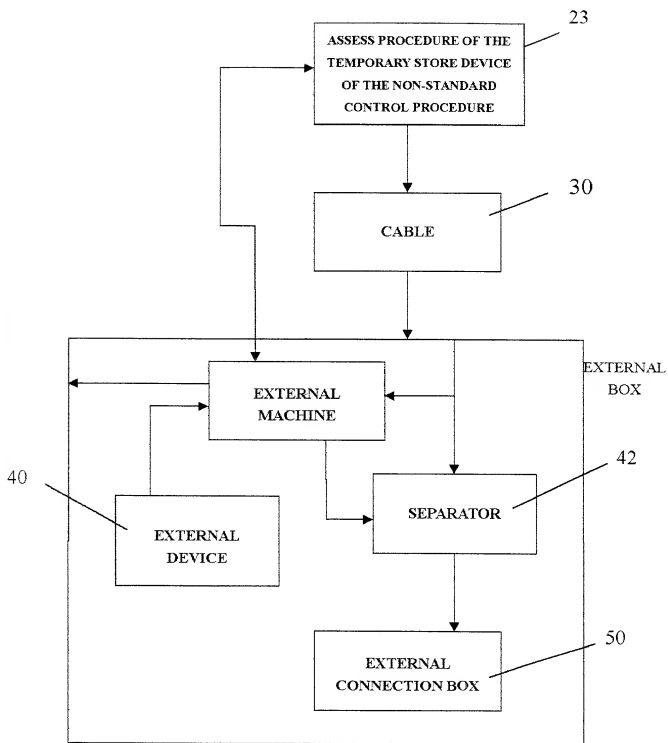 23
ASSESS PROCEDURE OF THE
TEMPORARY STORE DEVICE
OF THE NON-STANDARD
CONTROL PROCEDURE
30
CABLE
EXTERNAL
BOX
EXTERNAL
MACHINE
42
40
SEPARATOR
EXTERNAL
DEVICE
50
EXTERNAL
CONNECTION BOX